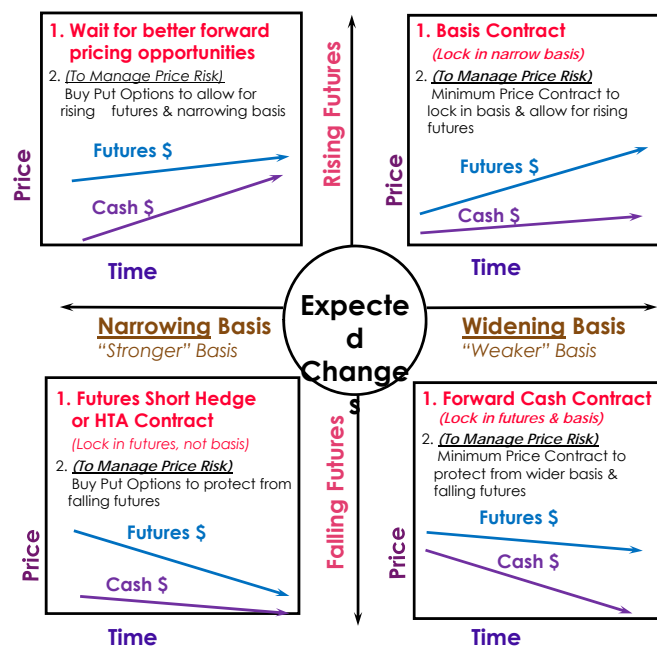 1. Wait for better forward
pricing opportunities
2. (To Manage Price Risk)
Buy Put Options to allow for
rising futures & narrowing basis
Futures $
Cash $
Price
Time
Rising Futures
1. Basis Contract
(Lock in narrow basis)
2. (To Manage Price Risk)
Minimum Price Contract to
lock in basis & allow for rising
futures
Futures $
Cash $
Price
Time
Narrowing Basis
"Stronger" Basis
Expecte
d
Change
s
Widening Basis
"Weaker" Basis
1. Futures Short Hedge
or HTA Contract
(Lock in futures, not basis)
2. (To Manage Price Risk)
Buy Put Options to protect from
falling futures
Futures $
Cash $
Price
Time
Falling Futures
1. Forward Cash Contract
(Lock in futures & basis)
2. (To Manage Price Risk)
Minimum Price Contract to
protect from wider basis &
falling futures
Futures $
Cash $
Price
Time